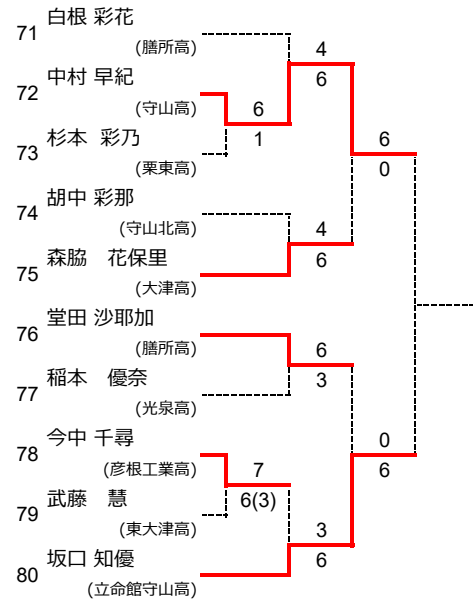 71 白根 彩花
(膳所高)
4
6
72 中村 早紀
(守山高)
6
1
73 杉本 彩乃
(栗東高)
6
0
74 胡中 彩那
(守山北高)
4
6
75 森脇 花保里
(大津高)
76 堂田 沙耶加
(膳所高)
6
3
77 稲本 優奈
(光泉高)
78 今中 千尋
(彦根工業高)
7
6(3)
0
6
79 武藤 慧
(東大津高)
3
6
80 坂口 知優
(立命館守山高)